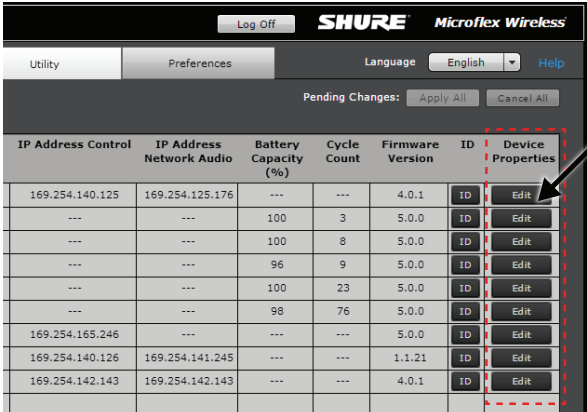 Log Off SHURE Microflex Wireless
Utility Preferences Language English Help
Pending Changes: Apply All Cancel All
IP Address Control IP Address Network Audio Battery Capacity (%) Cycle Count Firmware Version ID Device Properties
169.254.140.125 169.254.125.176 --- --- 4.0.1 ID Edit
--- --- 100 3 5.0.0 ID Edit
--- --- 100 8 5.0.0 ID Edit
--- --- 96 9 5.0.0 ID Edit
--- --- 100 23 5.0.0 ID Edit
--- --- 98 76 5.0.0 ID Edit
169.254.165.246 --- --- --- 5.0.0 ID Edit
169.254.140.126 169.254.141.245 --- --- 1.1.21 ID Edit
169.254.142.143 169.254.142.143 --- --- 4.0.1 ID Edit